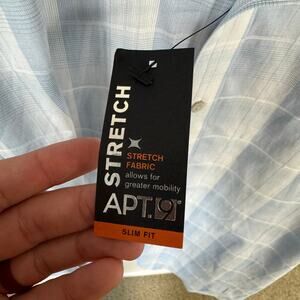 STRETCH
STRETCH
FABRIC
allows for
greater mobility
APT. 9
SLIM FIT